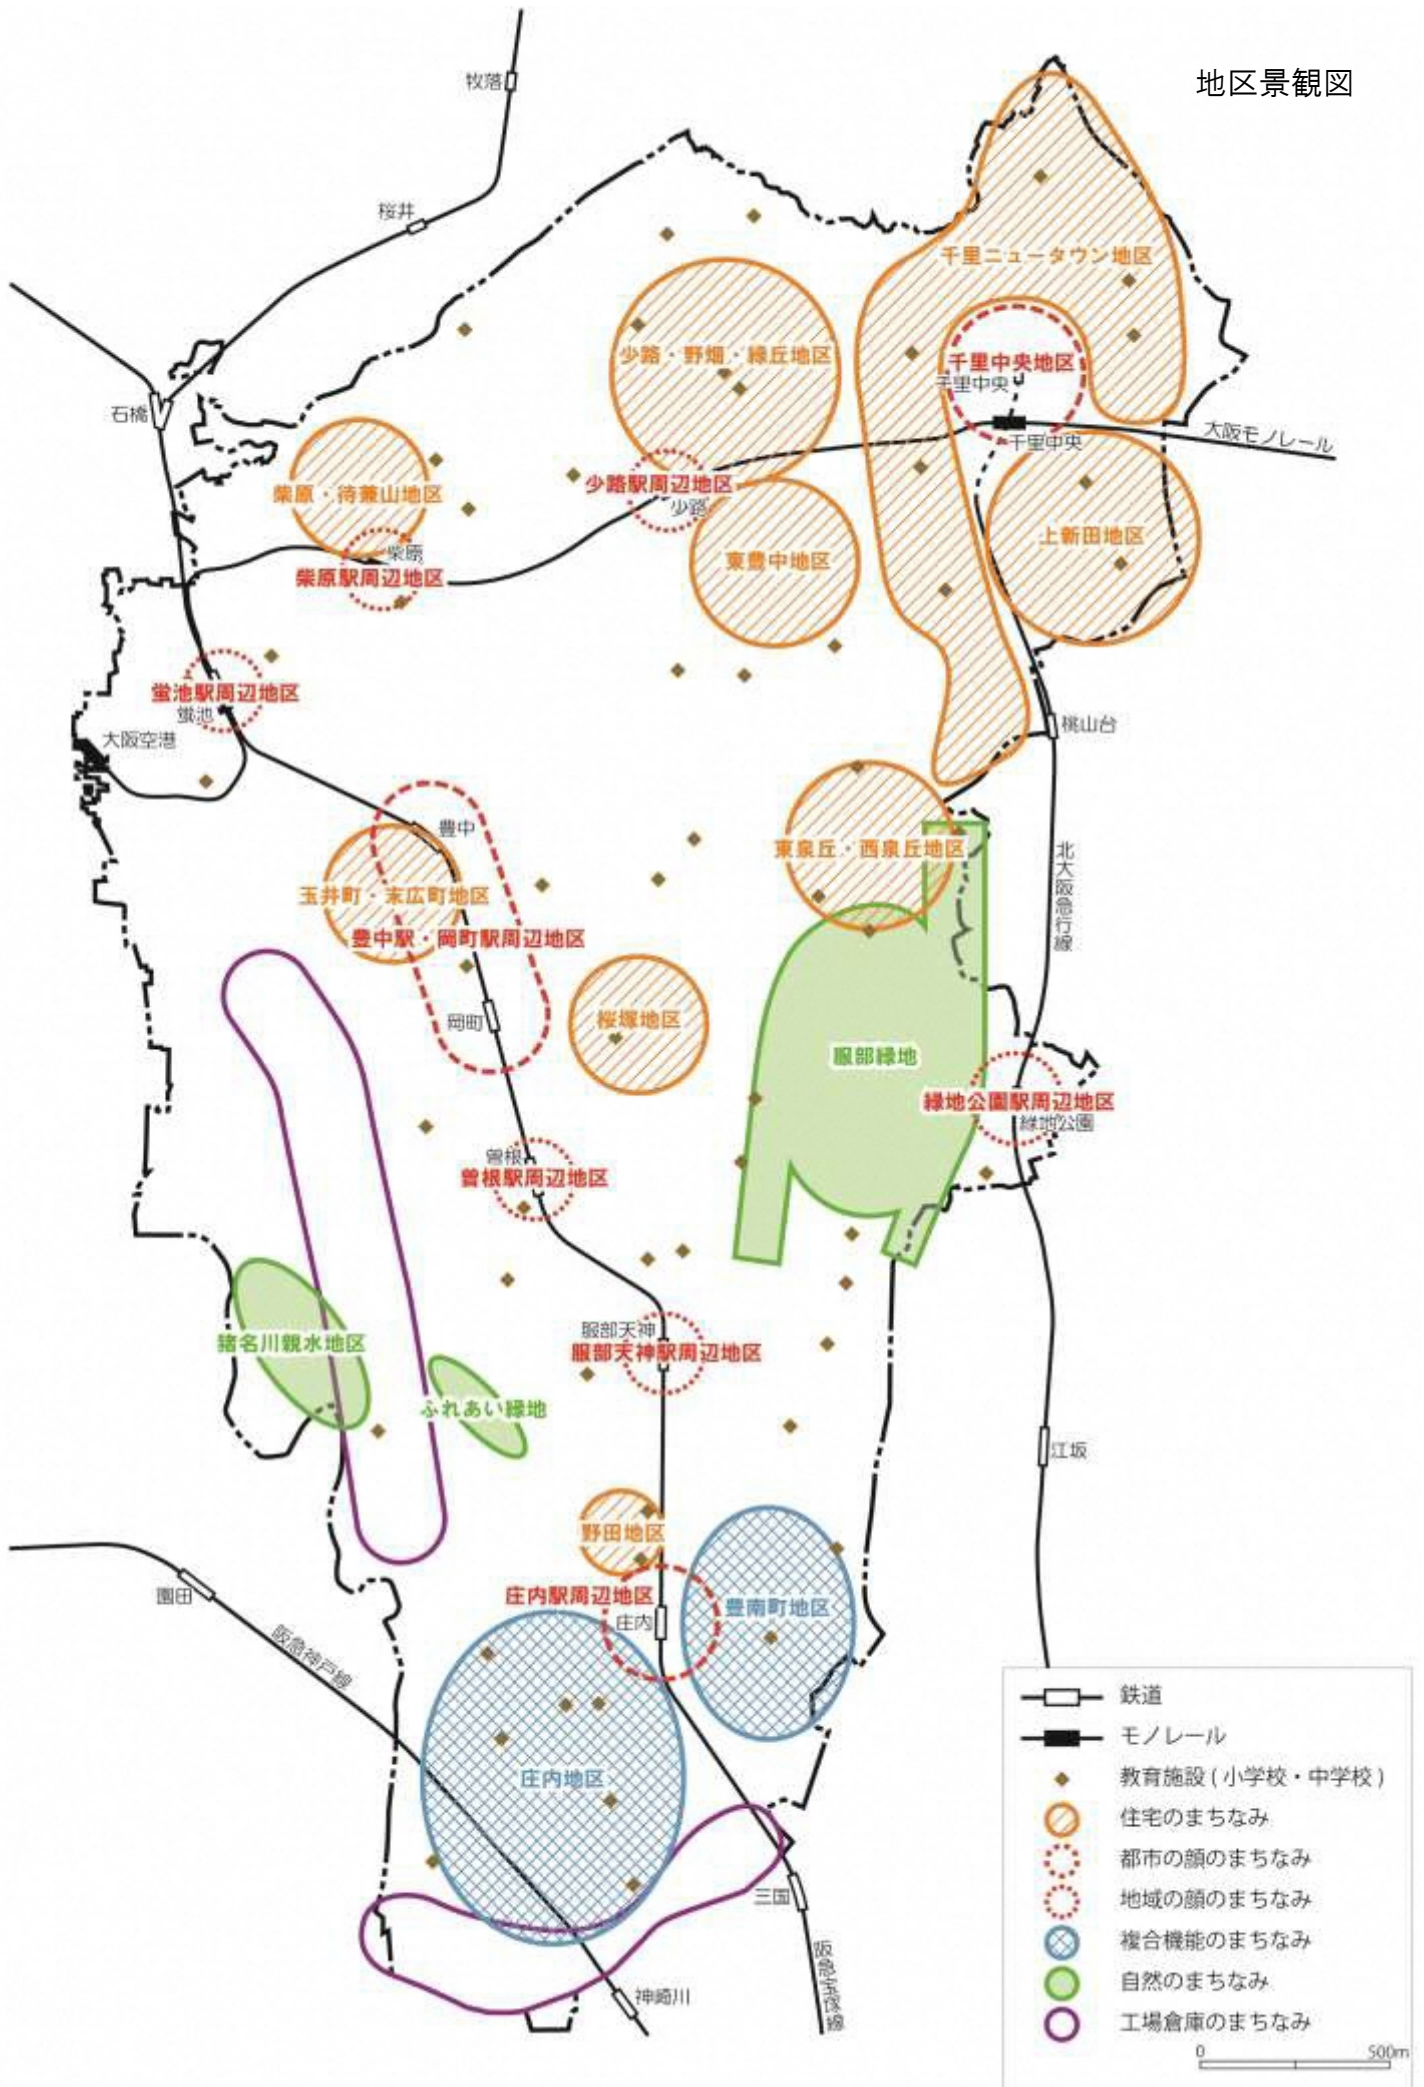 地区景観図
牧落
桜井
千里ニュータウン地区
少路・野畑・緑丘地区
千里中央地区
千里中央
石橋
大阪モノレール
千里中央
柴原・待兼山地区
少路駅周辺地区
少路
上新田地区
柴原
東豊中地区
柴原駅周辺地区
蛍池駅周辺地区
蛍池
桃山台
大阪空港
豊中
東泉丘・西泉丘地区
北大阪急行線
玉井町・末広町地区
豊中駅・岡町駅周辺地区
桜塚地区
岡町
服部緑地
緑地公園駅周辺地区
緑地公園
曽根
曽根駅周辺地区
服部天神
猪名川親水地区
服部天神駅周辺地区
ふれあい緑地
江坂
野田地区
園田
庄内駅周辺地区
豊南町地区
庄内
阪急神戸線
庄内地区
三国
阪急宝塚線
神崎川
鉄道
モノレール
教育施設(小学校・中学校)
住宅のまちなみ
都市の顔のまちなみ
地域の顔のまちなみ
複合機能のまちなみ
自然のまちなみ
工場倉庫のまちなみ
0 500m